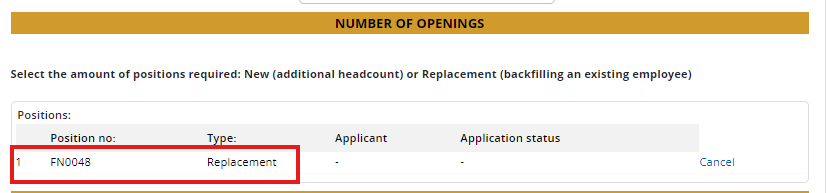 NUMBER OF OPENINGS
Select the amount of positions required: New (additional headcount) or Replacement (backfilling an existing employee)
Positions:
Position no: Type: Applicant Application status
1 FN0048 Replacement - - Cancel